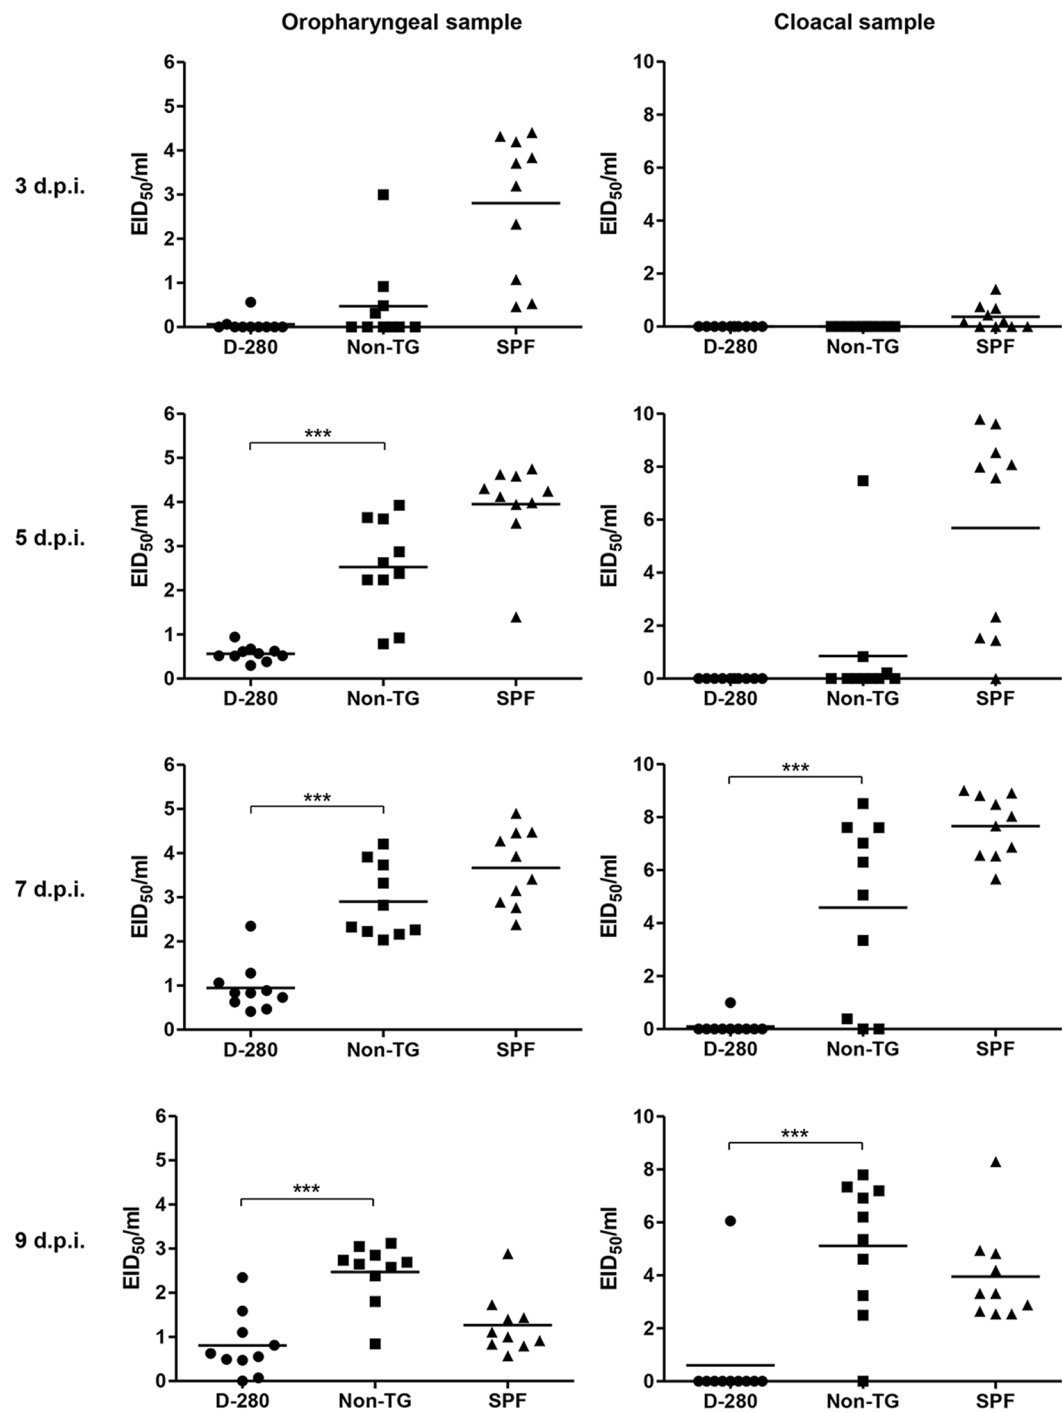 Oropharyngeal sample
Cloacal sample
3 d.p.i.
EID50/ml
6
5
4
3
2
1
0
D-280 Non-TG SPF
EID50/ml
10
8
6
4
2
0
D-280 Non-TG SPF
5 d.p.i.
EID50/ml
6
5
4
3
2
1
0
***
D-280 Non-TG SPF
EID50/ml
10
8
6
4
2
0
D-280 Non-TG SPF
7 d.p.i.
EID50/ml
6
5
4
3
2
1
0
***
D-280 Non-TG SPF
EID50/ml
10
8
6
4
2
0
***
D-280 Non-TG SPF
9 d.p.i.
EID50/ml
6
5
4
3
2
1
0
***
D-280 Non-TG SPF
EID50/ml
10
8
6
4
2
0
***
D-280 Non-TG SPF